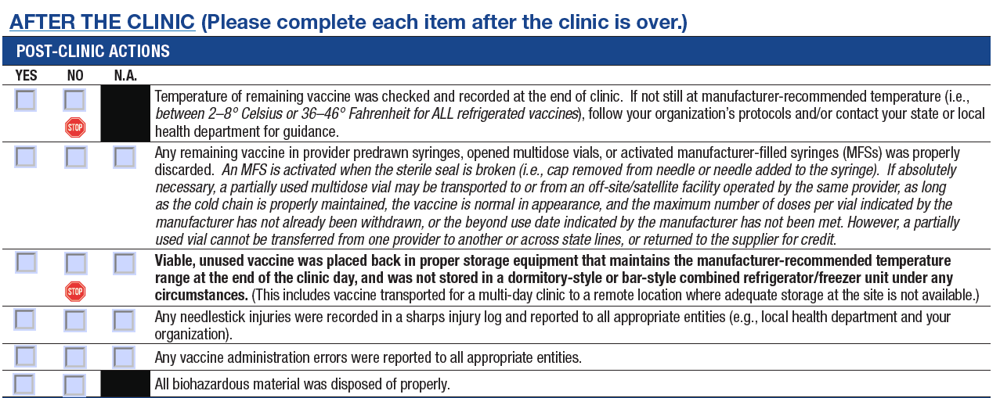 AFTER THE CLINIC (Please complete each item after the clinic is over.)
POST-CLINIC ACTIONS
YES NO N.A.
Temperature of remaining vaccine was checked and recorded at the end of clinic. If not still at manufacturer-recommended temperature (i.e.,
between 2–8° Celsius or 36–46° Fahrenheit for ALL refrigerated vaccines), follow your organization’s protocols and/or contact your state or local
STOP
health department for guidance.
Any remaining vaccine in provider predrawn syringes, opened multidose vials, or activated manufacturer-filled syringes (MFSs) was properly
discarded. An MFS is activated when the sterile seal is broken (i.e., cap removed from needle or needle added to the syringe). If absolutely
necessary, a partially used multidose vial may be transported to or from an off-site/satellite facility operated by the same provider, as long
as the cold chain is properly maintained, the vaccine is normal in appearance, and the maximum number of doses per vial indicated by the
manufacturer has not already been withdrawn, or the beyond use date indicated by the manufacturer has not been met. However, a partially
used vial cannot be transferred from one provider to another or across state lines, or returned to the supplier for credit.
Viable, unused vaccine was placed back in proper storage equipment that maintains the manufacturer-recommended temperature
range at the end of the clinic day, and was not stored in a dormitory-style or bar-style combined refrigerator/freezer unit under any
STOP
circumstances. (This includes vaccine transported for a multi-day clinic to a remote location where adequate storage at the site is not available.)
Any needlestick injuries were recorded in a sharps injury log and reported to all appropriate entities (e.g., local health department and your
organization).
Any vaccine administration errors were reported to all appropriate entities.
All biohazardous material was disposed of properly.